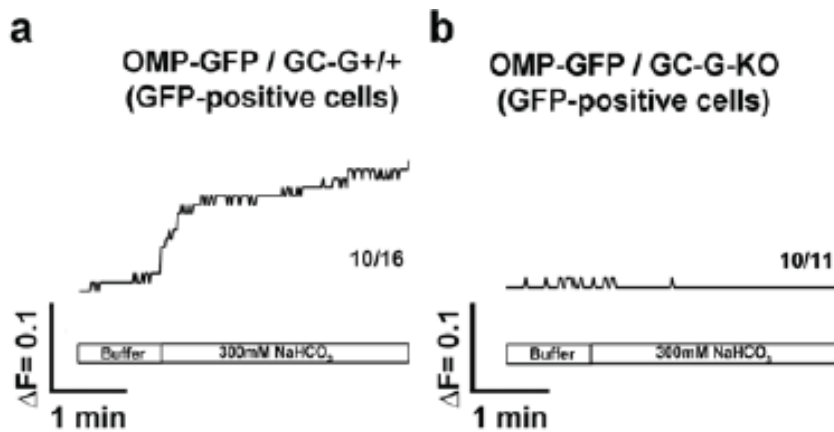 a
OMP-GFP / GC-G+/+
(GFP-positive cells)
10/16
ΔF= 0.1
Buffer
300mM NaHCO3
1 min
b
OMP-GFP / GC-G-KO
(GFP-positive cells)
10/11
ΔF= 0.1
Buffer
300mM NaHCO3
1 min